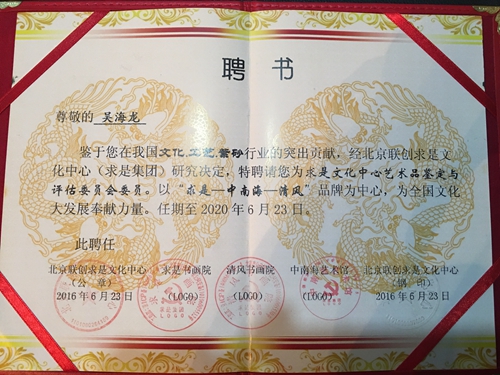 聘书
尊敬的 吴海龙
鉴于您在我国文化、文艺、紫砂行业的突出贡献，经北京联创求是文
化中心（求是集团）研究决定，特聘请您为求是文化中心艺术品鉴定与
评估委员会委员。以“求是—中南海—清风”品牌为中心，为全国文化
大发展奉献力量。任期至2020年6月23日。
此聘任
北京联创求是文化中心 求是书画院 清风书画院 中南海艺术馆 北京联创求是文化中心
（公 章） （LOGO） （LOGO） （LOGO） （钢 印）
2016年6月23日 2016年6月23日